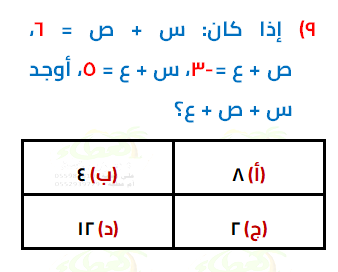 ٩) إذا كان: س + ص = ٦،
ص + ع = -٣، س + ع = ٥، أوجد
س + ص + ع؟
(أ) ٨
(ب) ٤
(ج) ٢
(د) ١٢